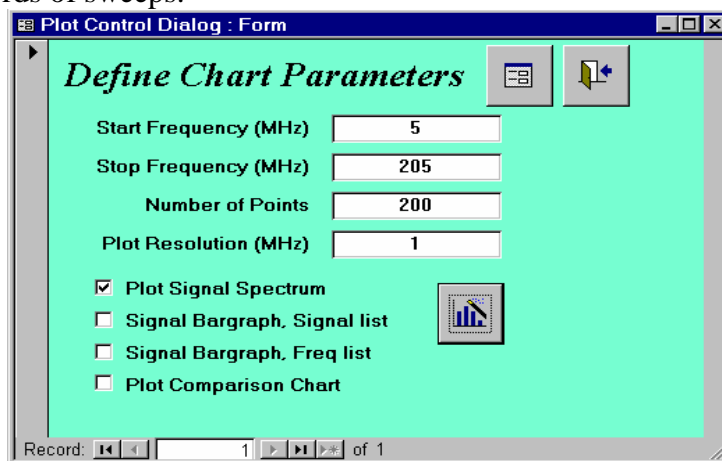 ds of sweeps.
Plot Control Dialog : Form
Define Chart Parameters
Start Frequency (MHz) 5
Stop Frequency (MHz) 205
Number of Points 200
Plot Resolution (MHz) 1
Plot Signal Spectrum
Signal Bargraph, Signal list
Signal Bargraph, Freq list
Plot Comparison Chart
Record: 1 of 1